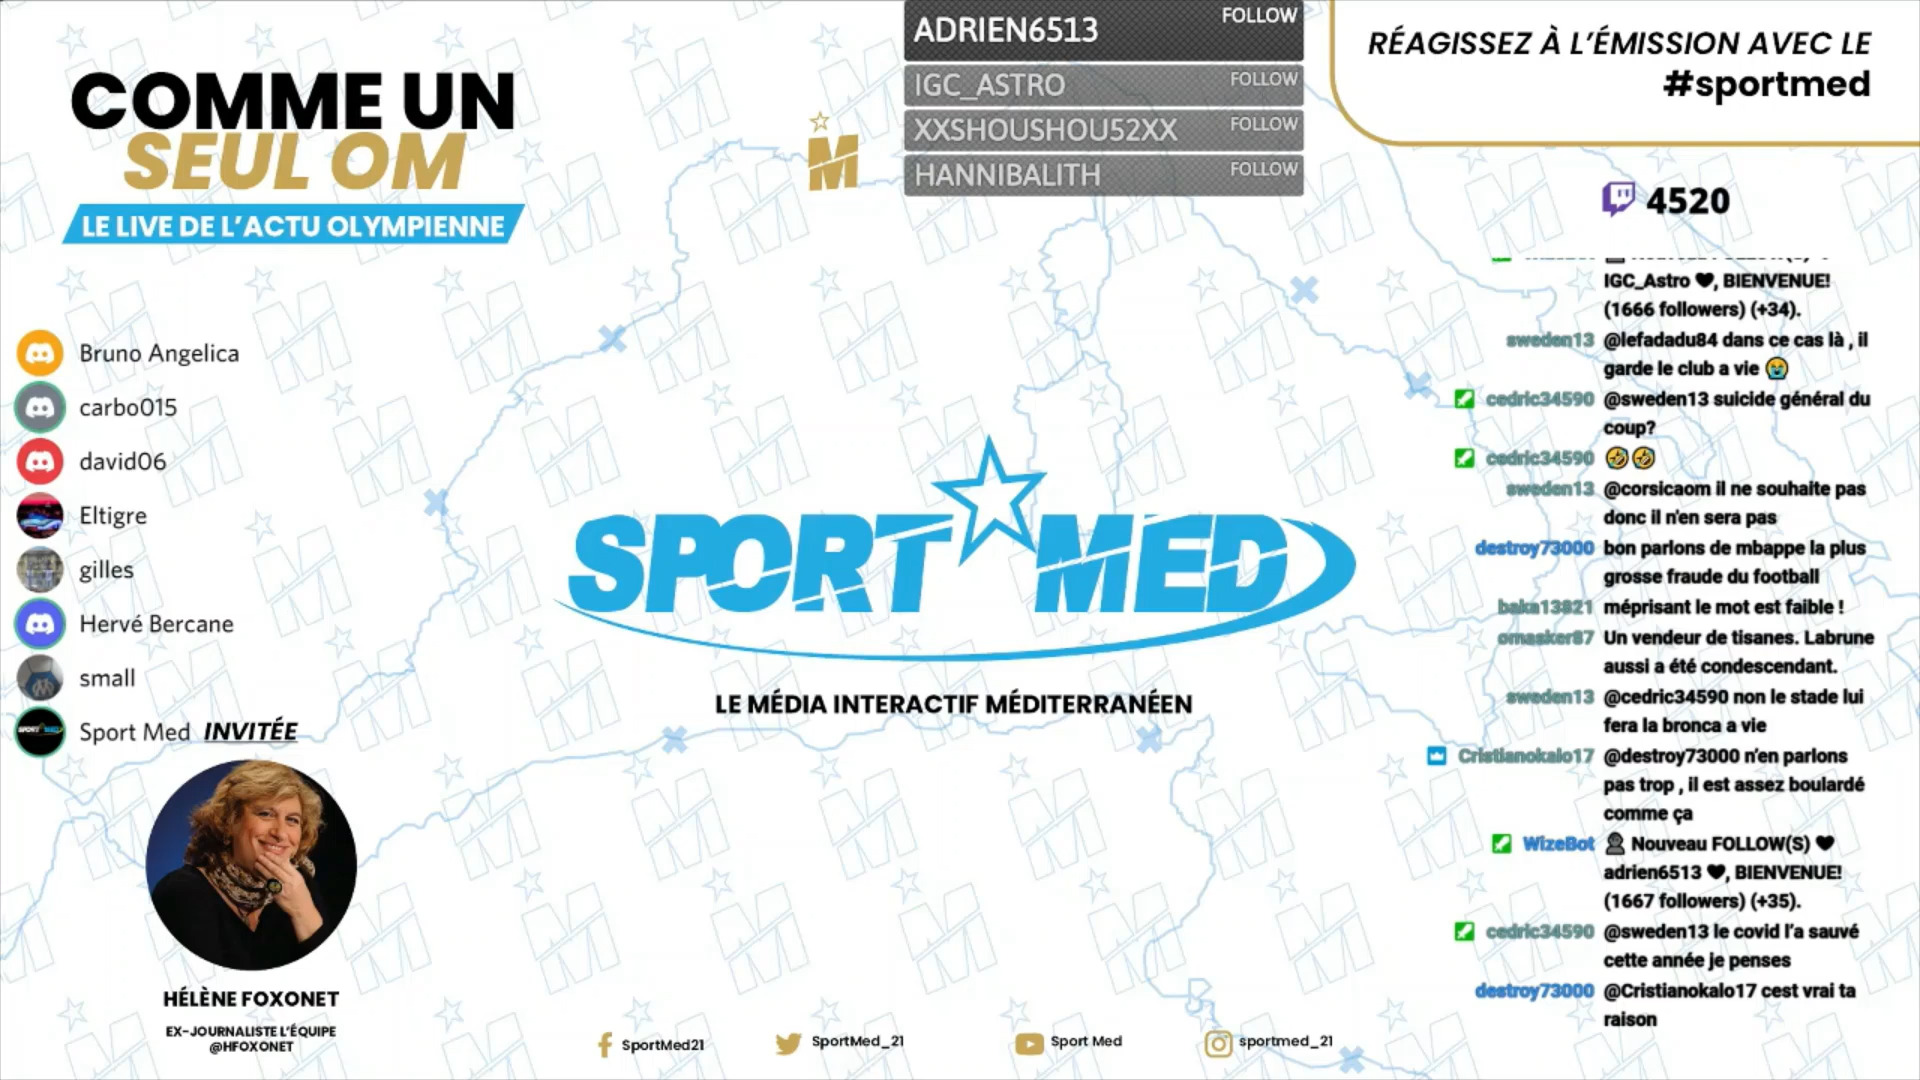 COMME UN
SEUL OM
LE LIVE DE L'ACTU OLYMPIENNE
M
ADRIEN6513 FOLLOW
IGC_ASTRO FOLLOW
XXSHOUSHOU52XX FOLLOW
HANNIBALITH FOLLOW
RÉAGISSEZ À L'ÉMISSION AVEC LE
#sportmed
4520
Bruno Angelica
carbo015
david06
Eltigre
gilles
Hervé Bercane
small
Sport Med INVITÉE
HÉLÈNE FOXONET
EX-JOURNALISTE L'ÉQUIPE
@HFOXONET
SPORT MED
LE MÉDIA INTERACTIF MÉDITERRANÉEN
SportMed21
SportMed_21
Sport Med
sportmed_21
IGC_Astro 🖤, BIENVENUE!
(1666 followers) (+34).
sweden13 @lefadadu84 dans ce cas là , il
garde le club a vie 😭
cedric34590 @sweden13 suicide général du
coup?
cedric34590 🤣🤣
sweden13 @corsicaom il ne souhaite pas
donc il n'en sera pas
destroy73000 bon parlons de mbappe la plus
grosse fraude du football
baka13821 méprisant le mot est faible !
omasker87 Un vendeur de tisanes. Labrune
aussi a été condescendant.
sweden13 @cedric34590 non le stade lui
fera la bronca a vie
Cristianokalo17 @destroy73000 n'en parlons
pas trop , il est assez boulardé
comme ça
WizeBot Nouveau FOLLOW(S) 🖤
adrien6513 🖤, BIENVENUE!
(1667 followers) (+35).
cedric34590 @sweden13 le covid l'a sauvé
cette année je penses
destroy73000 @Cristianokalo17 cest vrai ta
raison